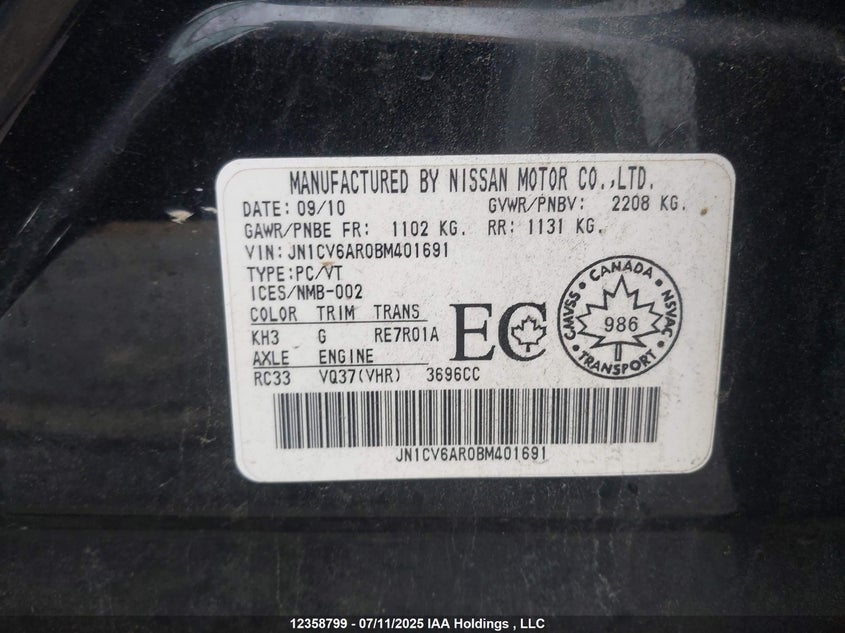 MANUFACTURED BY NISSAN MOTOR CO.,LTD.
DATE: 09/10 GVWR/PNBV: 2208 KG.
GAWR/PNBE FR: 1102 KG. RR: 1131 KG.
VIN: JN1CV6AR0BM401691
TYPE:PC/VT
ICES/NMB-002
COLOR TRIM TRANS
KH3 G RE7R01A
AXLE ENGINE
RC33 VQ37(VHR) 3696CC
EC
CANADA
CMVSS 986 NSVAC
TRANSPORT
JN1CV6AR0BM401691
12358799 - 07/11/2025 IAA Holdings , LLC